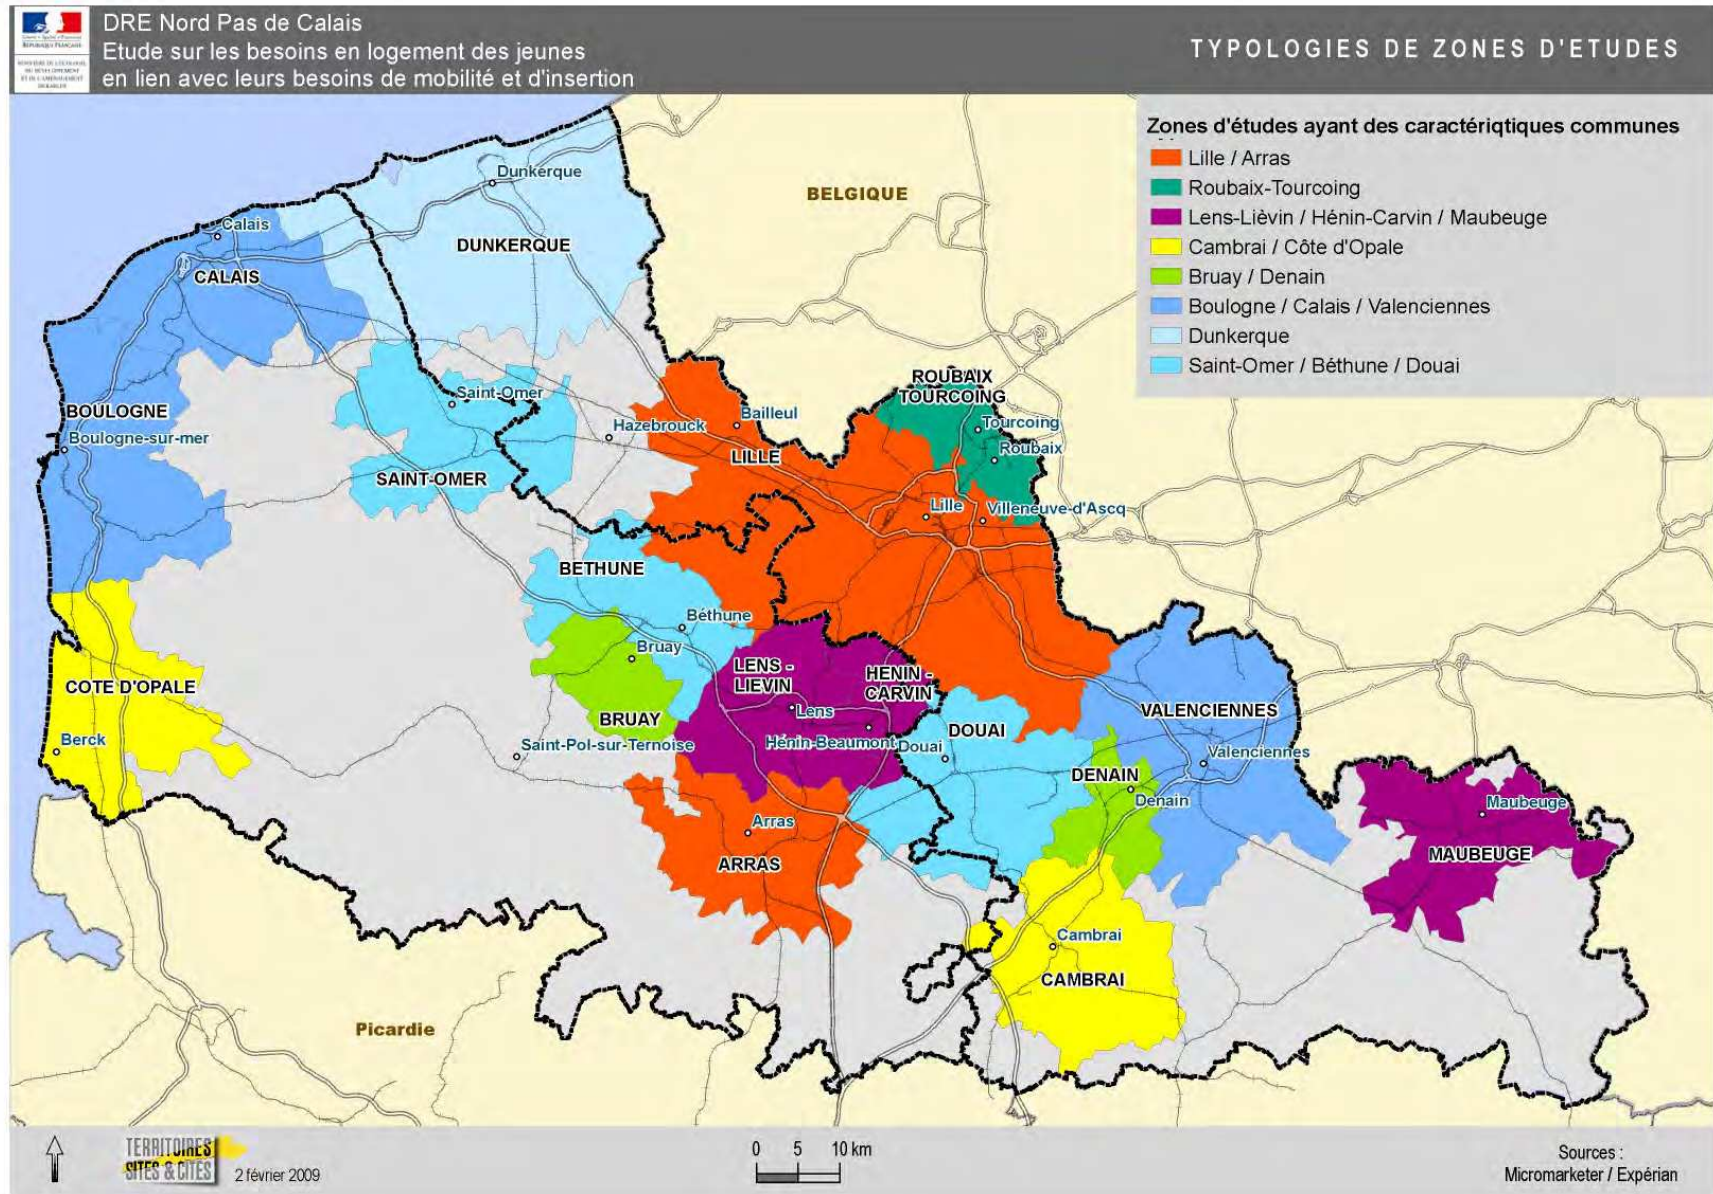 DRE Nord Pas de Calais
Etude sur les besoins en logement des jeunes
en lien avec leurs besoins de mobilité et d'insertion
TYPOLOGIES DE ZONES D'ETUDES
RÉPUBLIQUE FRANÇAISE
Zones d'études ayant des caractériqtiques communes
Lille / Arras
Roubaix-Tourcoing
Lens-Lièvin / Hénin-Carvin / Maubeuge
Cambrai / Côte d'Opale
Bruay / Denain
Boulogne / Calais / Valenciennes
Dunkerque
Saint-Omer / Béthune / Douai
Dunkerque
BELGIQUE
Calais
DUNKERQUE
CALAIS
ROUBAIX
TOURCOING
Saint-Omer
BOULOGNE
Bailleul
Tourcoing
Boulogne-sur-mer
Hazebrouck
Roubaix
LILLE
SAINT-OMER
Lille
Villeneuve-d'Ascq
BETHUNE
Béthune
Bruay
LENS -
LIEVIN
HENIN -
CARVIN
COTE D'OPALE
Lens
VALENCIENNES
BRUAY
DOUAI
Berck
Saint-Pol-sur-Ternoise
Hénin-Beaumont
Douai
Valenciennes
DENAIN
Denain
Maubeuge
Arras
MAUBEUGE
ARRAS
Cambrai
CAMBRAI
Picardie
TERRITOIRES
SITES & CITÉS
2 février 2009
0 5 10 km
Sources :
Micromarketer / Expérian